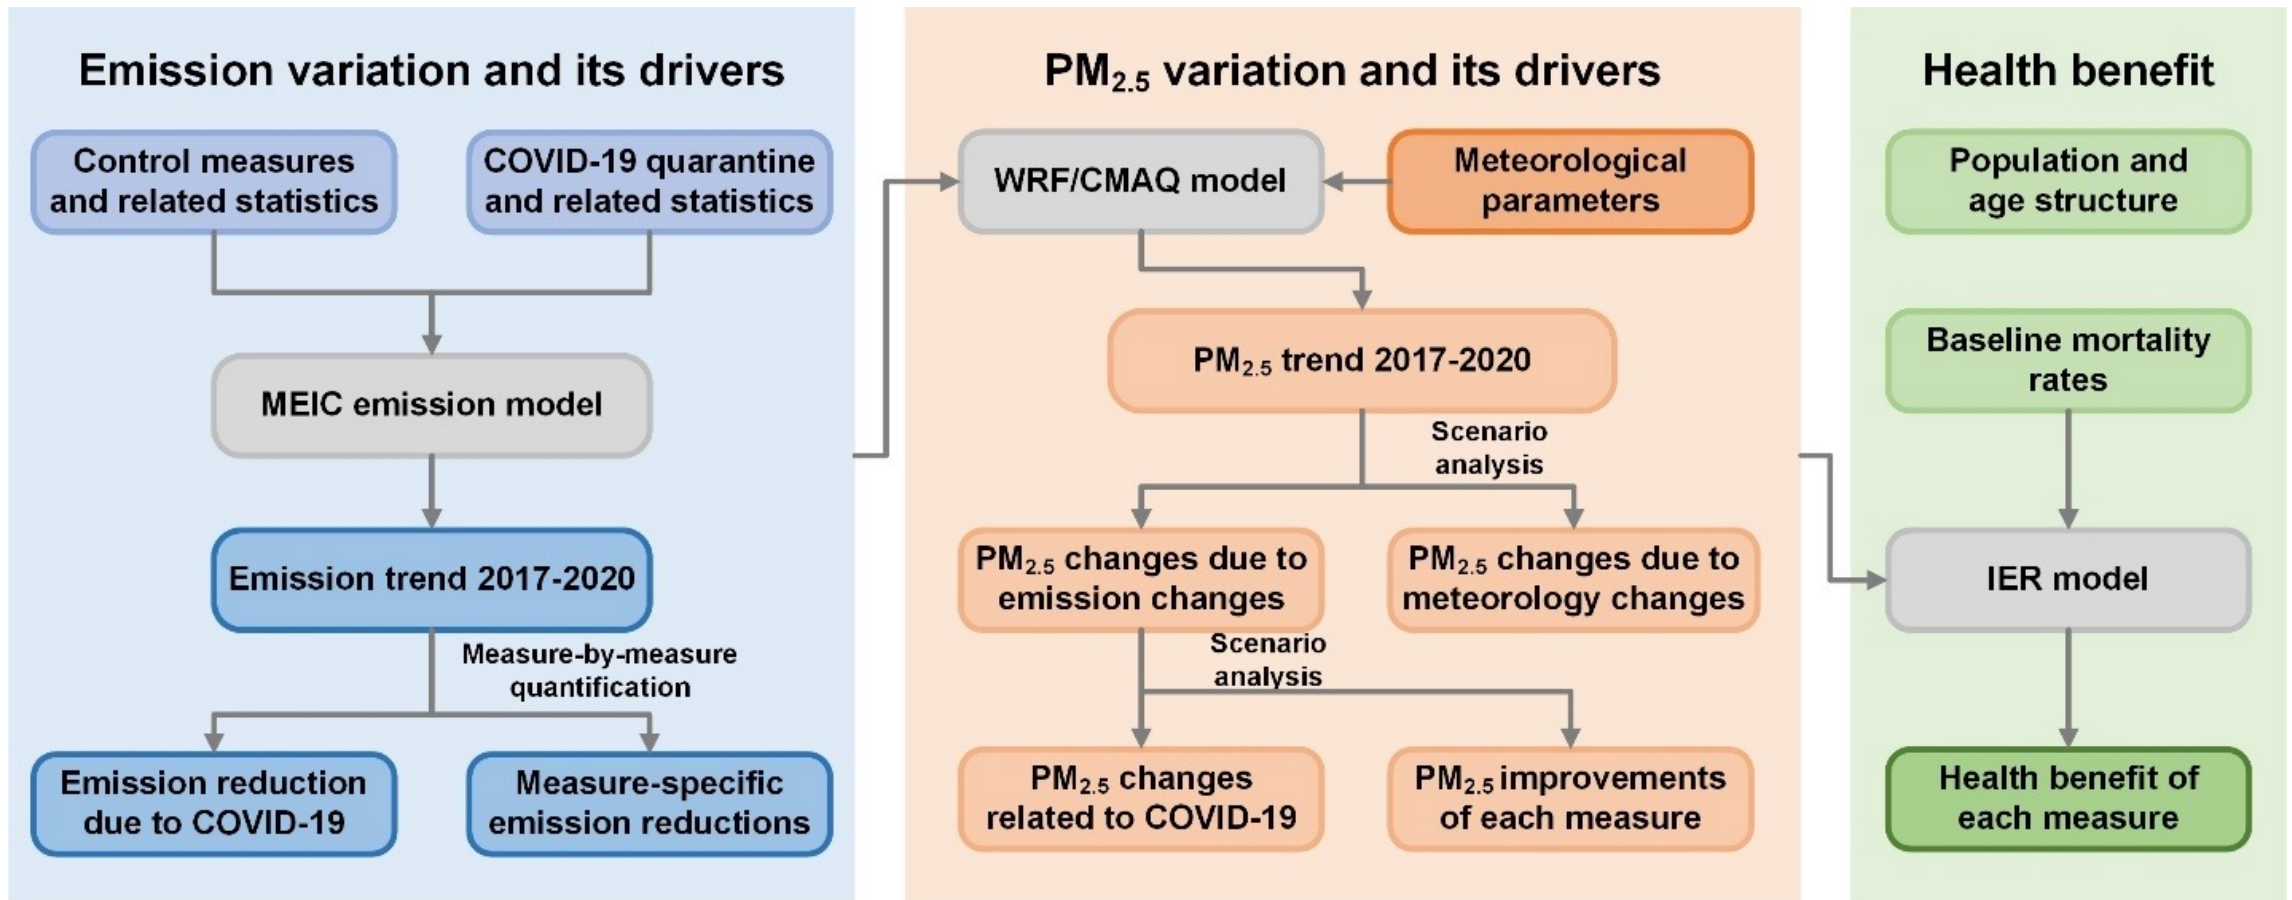 Emission variation and its drivers
Control measures
and related statistics
COVID-19 quarantine
and related statistics
MEIC emission model
Emission trend 2017-2020
Measure-by-measure
quantification
Emission reduction
due to COVID-19
Measure-specific
emission reductions
PM2.5 variation and its drivers
WRF/CMAQ model
Meteorological
parameters
PM2.5 trend 2017-2020
Scenario
analysis
PM2.5 changes due to
emission changes
PM2.5 changes due to
meteorology changes
Scenario
analysis
PM2.5 changes
related to COVID-19
PM2.5 improvements
of each measure
Health benefit
Population and
age structure
Baseline mortality
rates
IER model
Health benefit of
each measure